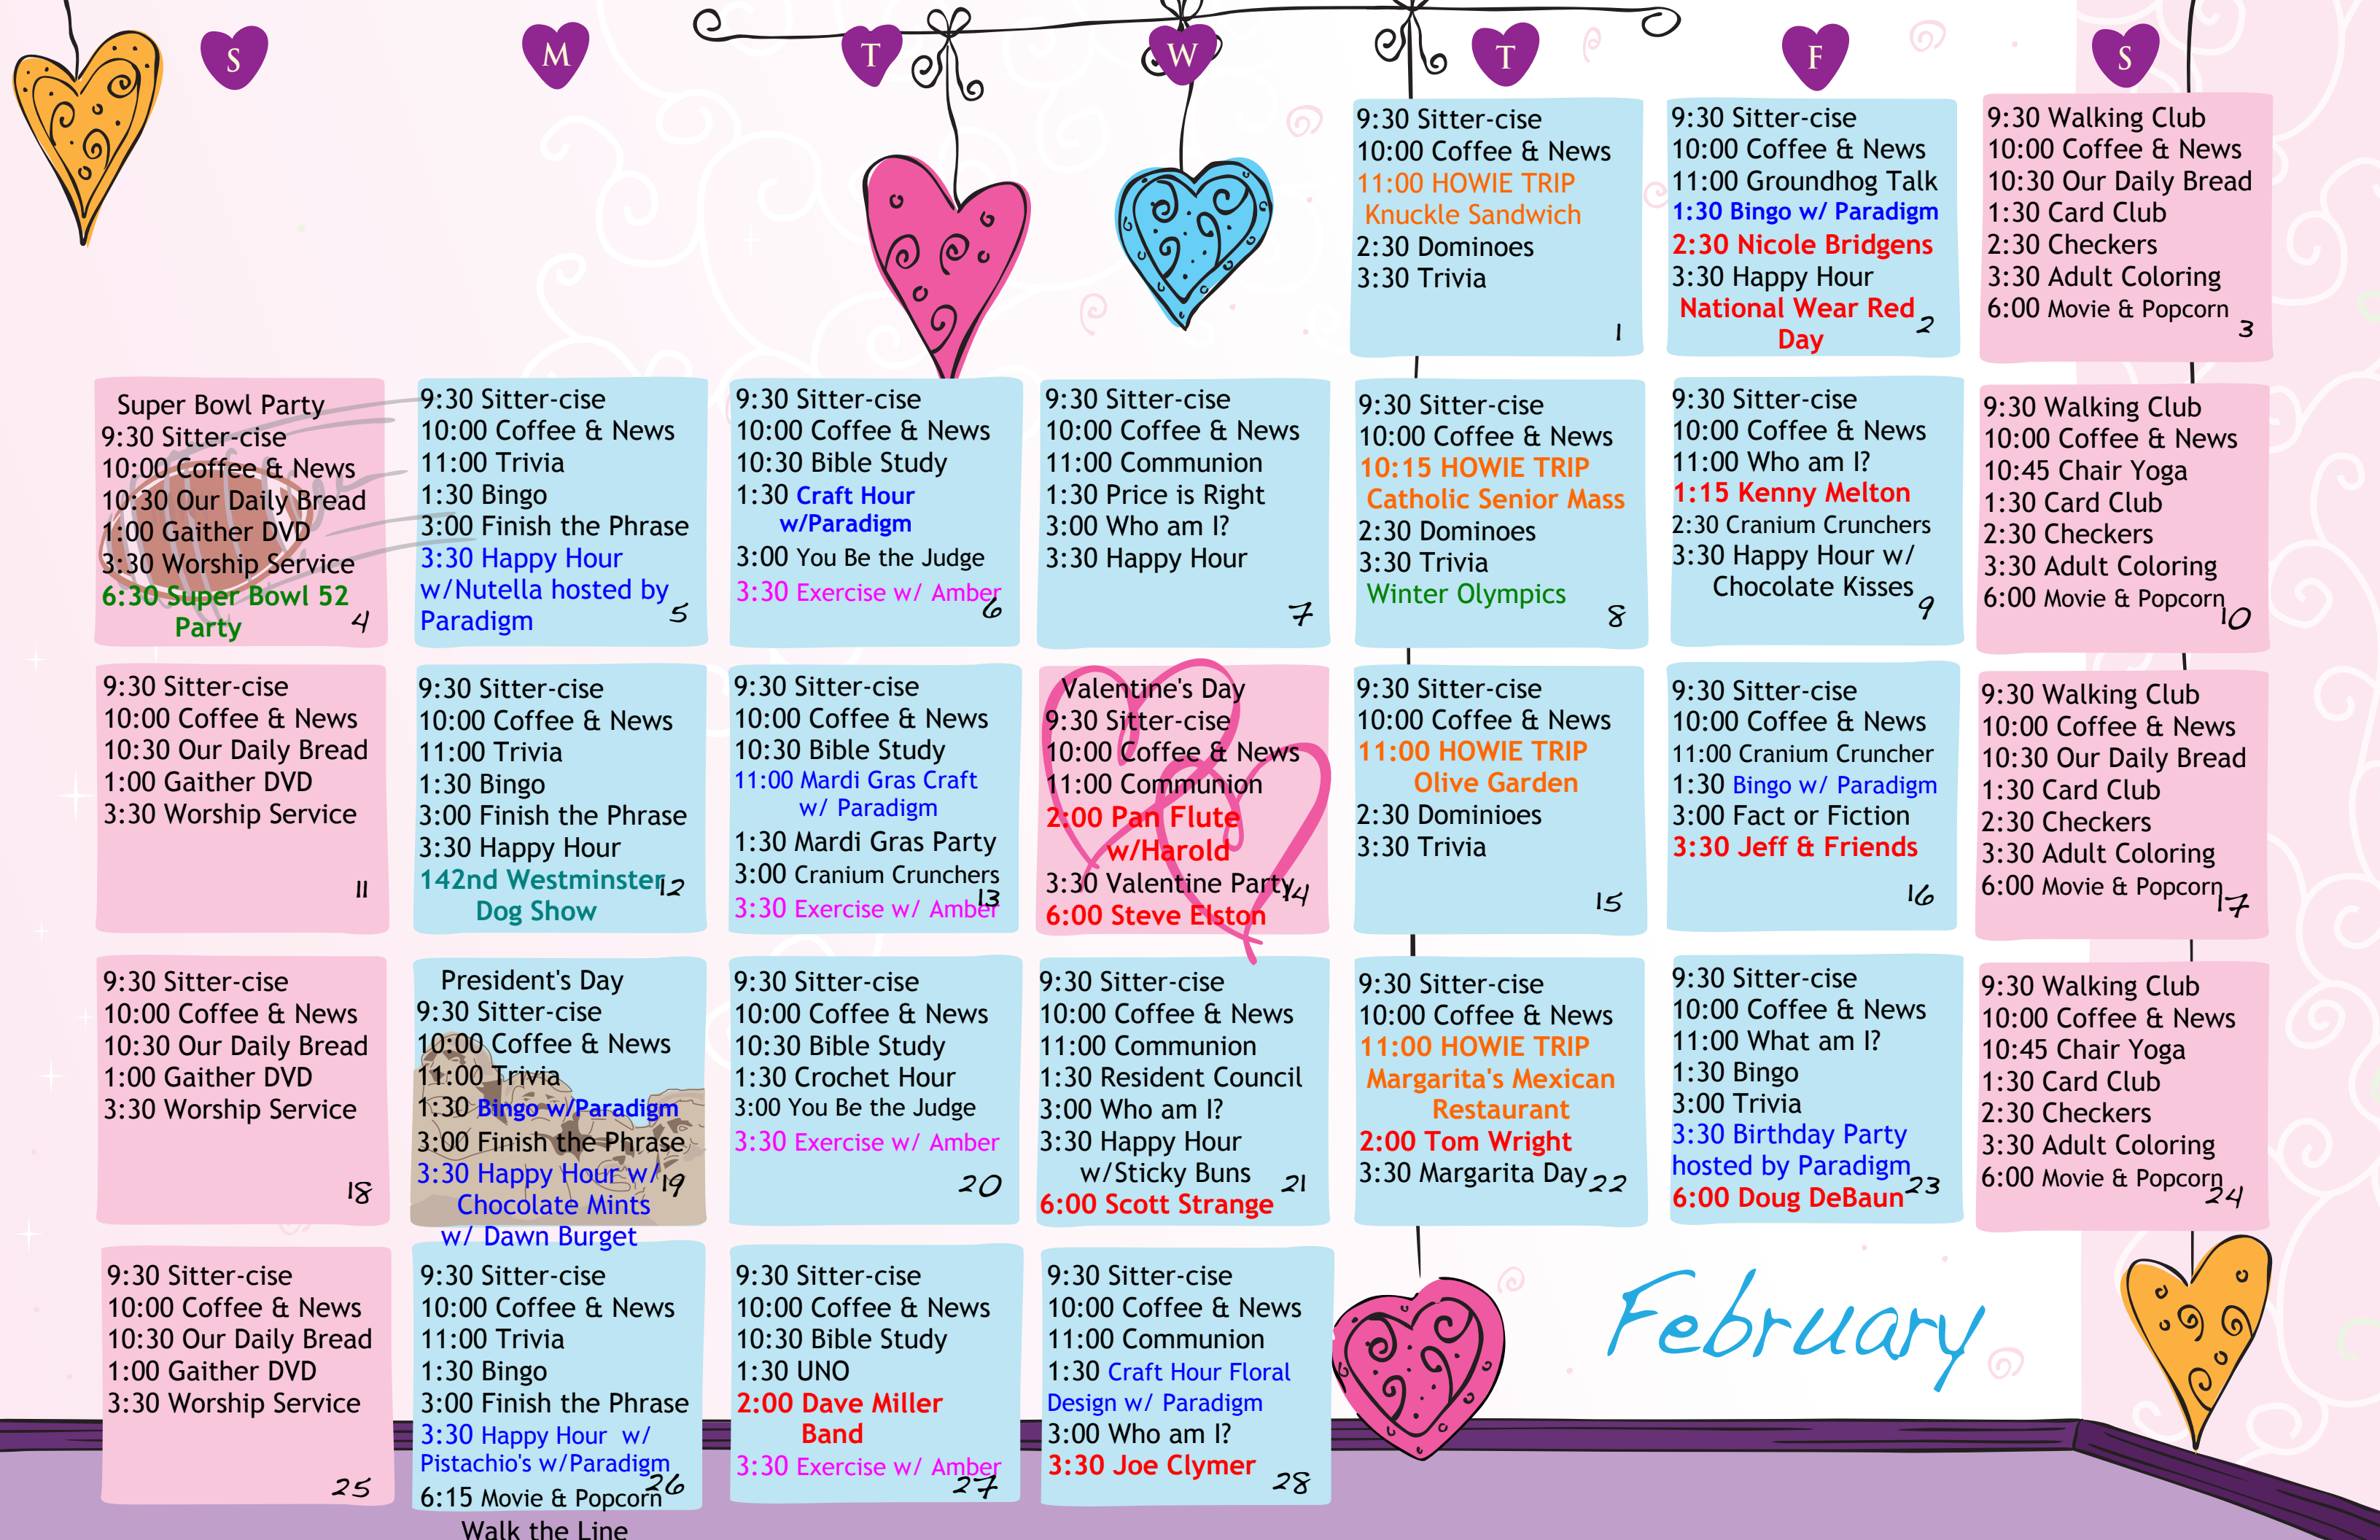 S
M
T
W
T
F
S
9:30 Sitter-cise
10:00 Coffee & News
11:00 HOWIE TRIP
Knuckle Sandwich
2:30 Dominoes
3:30 Trivia
1
9:30 Sitter-cise
10:00 Coffee & News
11:00 Groundhog Talk
1:30 Bingo w/ Paradigm
2:30 Nicole Bridgens
3:30 Happy Hour
National Wear Red
Day
2
9:30 Walking Club
10:00 Coffee & News
10:30 Our Daily Bread
1:30 Card Club
2:30 Checkers
3:30 Adult Coloring
6:00 Movie & Popcorn
3
Super Bowl Party
9:30 Sitter-cise
10:00 Coffee & News
10:30 Our Daily Bread
1:00 Gaither DVD
3:30 Worship Service
6:30 Super Bowl 52
Party
4
9:30 Sitter-cise
10:00 Coffee & News
11:00 Trivia
1:30 Bingo
3:00 Finish the Phrase
3:30 Happy Hour
w/Nutella hosted by
Paradigm
5
9:30 Sitter-cise
10:00 Coffee & News
10:30 Bible Study
1:30 Craft Hour
w/Paradigm
3:00 You Be the Judge
3:30 Exercise w/ Amber
6
9:30 Sitter-cise
10:00 Coffee & News
11:00 Communion
1:30 Price is Right
3:00 Who am I?
3:30 Happy Hour
7
9:30 Sitter-cise
10:00 Coffee & News
10:15 HOWIE TRIP
Catholic Senior Mass
2:30 Dominoes
3:30 Trivia
Winter Olympics
8
9:30 Sitter-cise
10:00 Coffee & News
11:00 Who am I?
1:15 Kenny Melton
2:30 Cranium Crunchers
3:30 Happy Hour w/
Chocolate Kisses
9
9:30 Walking Club
10:00 Coffee & News
10:45 Chair Yoga
1:30 Card Club
2:30 Checkers
3:30 Adult Coloring
6:00 Movie & Popcorn
10
9:30 Sitter-cise
10:00 Coffee & News
10:30 Our Daily Bread
1:00 Gaither DVD
3:30 Worship Service
11
9:30 Sitter-cise
10:00 Coffee & News
11:00 Trivia
1:30 Bingo
3:00 Finish the Phrase
3:30 Happy Hour
142nd Westminster
Dog Show
12
9:30 Sitter-cise
10:00 Coffee & News
10:30 Bible Study
11:00 Mardi Gras Craft
w/ Paradigm
1:30 Mardi Gras Party
3:00 Cranium Crunchers
3:30 Exercise w/ Amber
13
Valentine's Day
9:30 Sitter-cise
10:00 Coffee & News
11:00 Communion
2:00 Pan Flute
w/Harold
3:30 Valentine Party
6:00 Steve Elston
14
9:30 Sitter-cise
10:00 Coffee & News
11:00 HOWIE TRIP
Olive Garden
2:30 Dominioes
3:30 Trivia
15
9:30 Sitter-cise
10:00 Coffee & News
11:00 Cranium Cruncher
1:30 Bingo w/ Paradigm
3:00 Fact or Fiction
3:30 Jeff & Friends
16
9:30 Walking Club
10:00 Coffee & News
10:30 Our Daily Bread
1:30 Card Club
2:30 Checkers
3:30 Adult Coloring
6:00 Movie & Popcorn
17
9:30 Sitter-cise
10:00 Coffee & News
10:30 Our Daily Bread
1:00 Gaither DVD
3:30 Worship Service
18
President's Day
9:30 Sitter-cise
10:00 Coffee & News
11:00 Trivia
1:30 Bingo w/Paradigm
3:00 Finish the Phrase
3:30 Happy Hour w/
Chocolate Mints
w/ Dawn Burget
19
9:30 Sitter-cise
10:00 Coffee & News
10:30 Bible Study
1:30 Crochet Hour
3:00 You Be the Judge
3:30 Exercise w/ Amber
20
9:30 Sitter-cise
10:00 Coffee & News
11:00 Communion
1:30 Resident Council
3:00 Who am I?
3:30 Happy Hour
w/Sticky Buns
6:00 Scott Strange
21
9:30 Sitter-cise
10:00 Coffee & News
11:00 HOWIE TRIP
Margarita's Mexican
Restaurant
2:00 Tom Wright
3:30 Margarita Day
22
9:30 Sitter-cise
10:00 Coffee & News
11:00 What am I?
1:30 Bingo
3:00 Trivia
3:30 Birthday Party
hosted by Paradigm
6:00 Doug DeBaun
23
9:30 Walking Club
10:00 Coffee & News
10:45 Chair Yoga
1:30 Card Club
2:30 Checkers
3:30 Adult Coloring
6:00 Movie & Popcorn
24
9:30 Sitter-cise
10:00 Coffee & News
10:30 Our Daily Bread
1:00 Gaither DVD
3:30 Worship Service
25
9:30 Sitter-cise
10:00 Coffee & News
11:00 Trivia
1:30 Bingo
3:00 Finish the Phrase
3:30 Happy Hour w/
Pistachio's w/Paradigm
6:15 Movie & Popcorn
Walk the Line
26
9:30 Sitter-cise
10:00 Coffee & News
10:30 Bible Study
1:30 UNO
2:00 Dave Miller
Band
3:30 Exercise w/ Amber
27
9:30 Sitter-cise
10:00 Coffee & News
11:00 Communion
1:30 Craft Hour Floral
Design w/ Paradigm
3:00 Who am I?
3:30 Joe Clymer
28
February